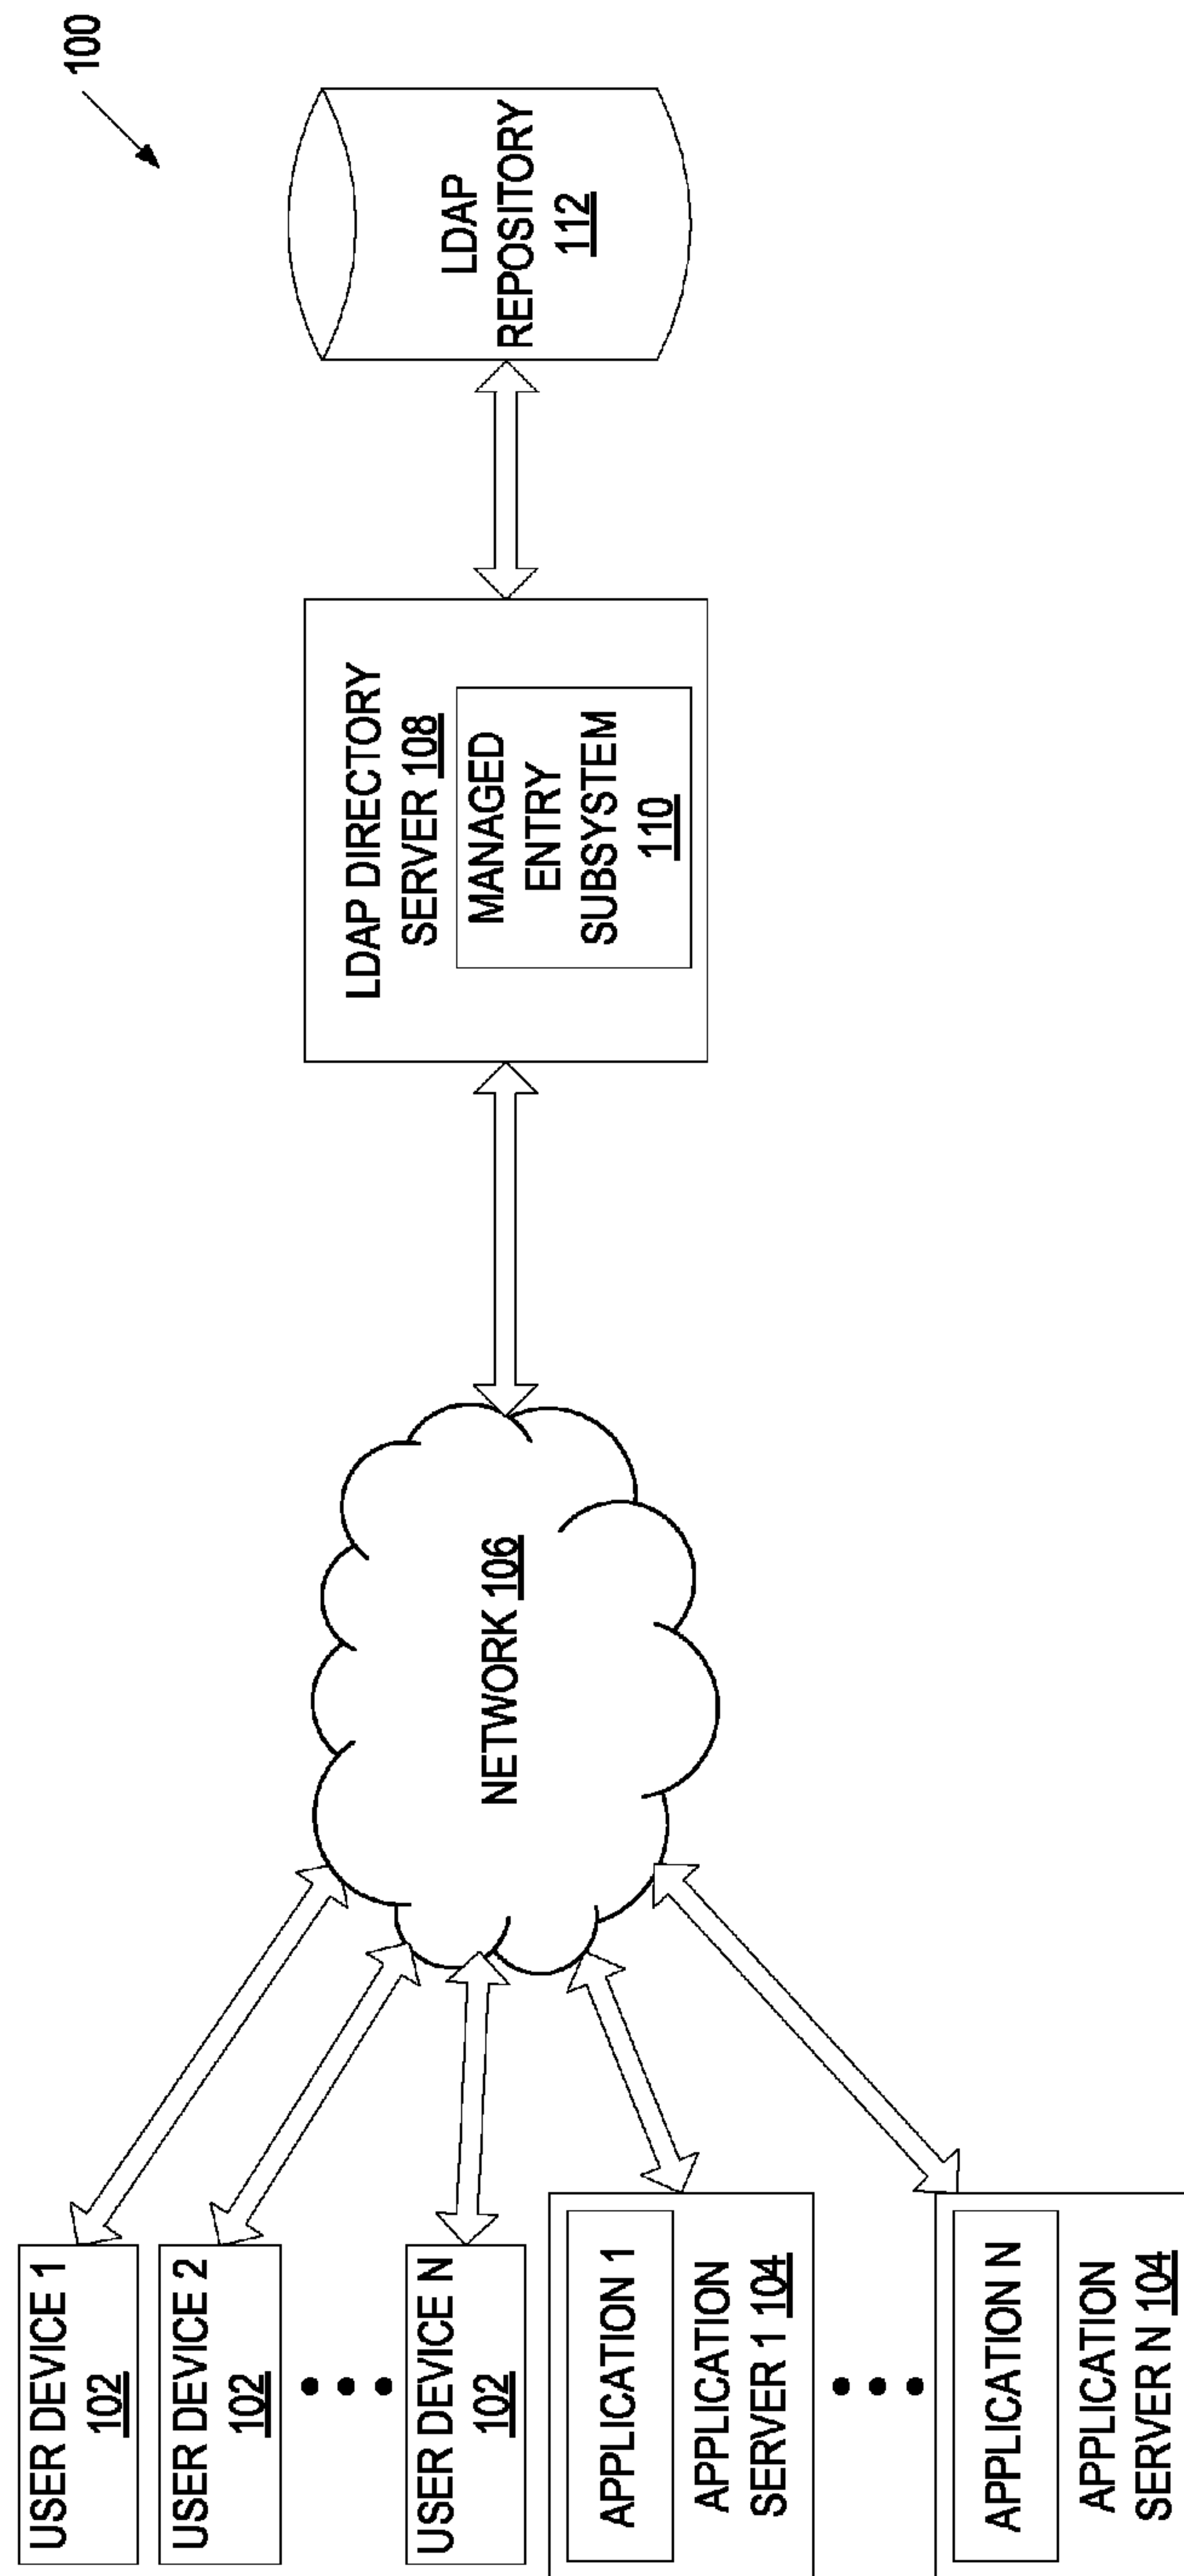 100
USER DEVICE 1
102
USER DEVICE 2
102
USER DEVICE N
102
APPLICATION 1
APPLICATION
SERVER 1 104
APPLICATION N
APPLICATION
SERVER N 104
NETWORK 106
LDAP DIRECTORY
SERVER 108
MANAGED
ENTRY
SUBSYSTEM
110
LDAP
REPOSITORY
112